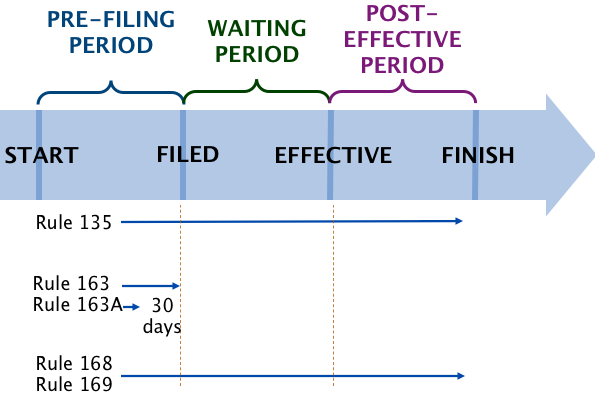 PRE-FILING
PERIOD
WAITING
PERIOD
POST-
EFFECTIVE
PERIOD
START
FILED
EFFECTIVE
FINISH
Rule 135
Rule 163
Rule 163A
30
days
Rule 168
Rule 169